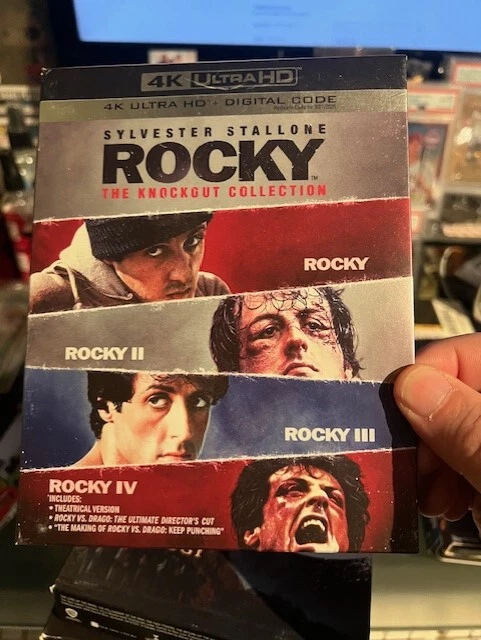 4K ULTRA HD
4K ULTRA HD + DIGITAL CODE
SYLVESTER STALLONE
ROCKY
TM
THE KNOCKOUT COLLECTION
ROCKY
ROCKY II
ROCKY III
ROCKY IV
INCLUDES:
• THEATRICAL VERSION
• ROCKY VS. DRAGO: THE ULTIMATE DIRECTOR'S CUT
• "THE MAKING OF ROCKY VS. DRAGO: KEEP PUNCHING"